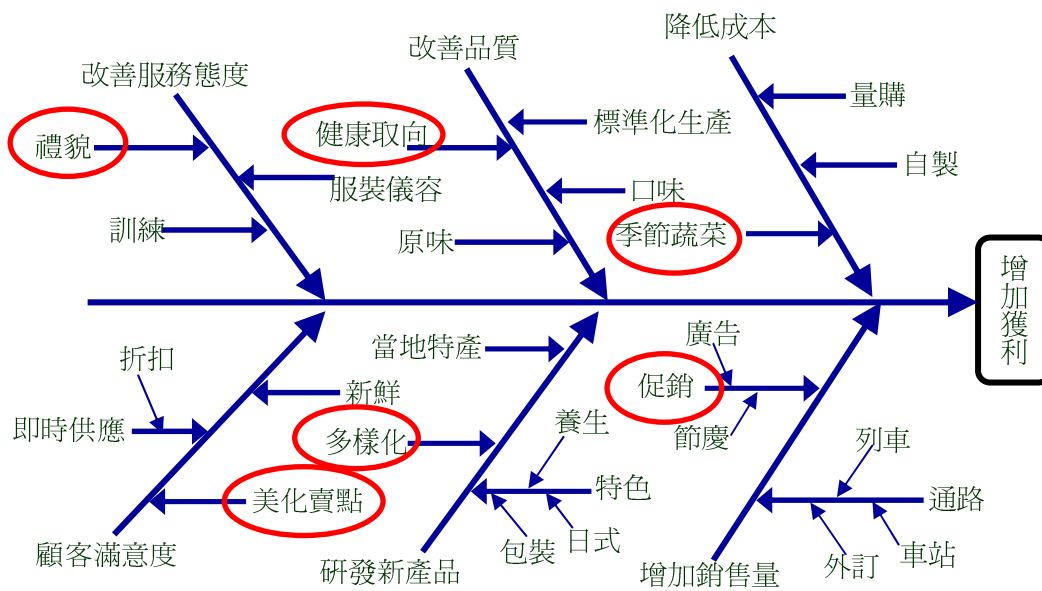 降低成本
改善品質
改善服務態度
量購
標準化生產
健康取向
禮貌
自製
服裝儀容
口味
訓練
原味
季節蔬菜
增加獲利
廣告
當地特產
折扣
新鮮
促銷
養生
即時供應
多樣化
節慶
列車
美化賣點
特色
通路
顧客滿意度
包裝
日式
車站
外訂
研發新產品
增加銷售量